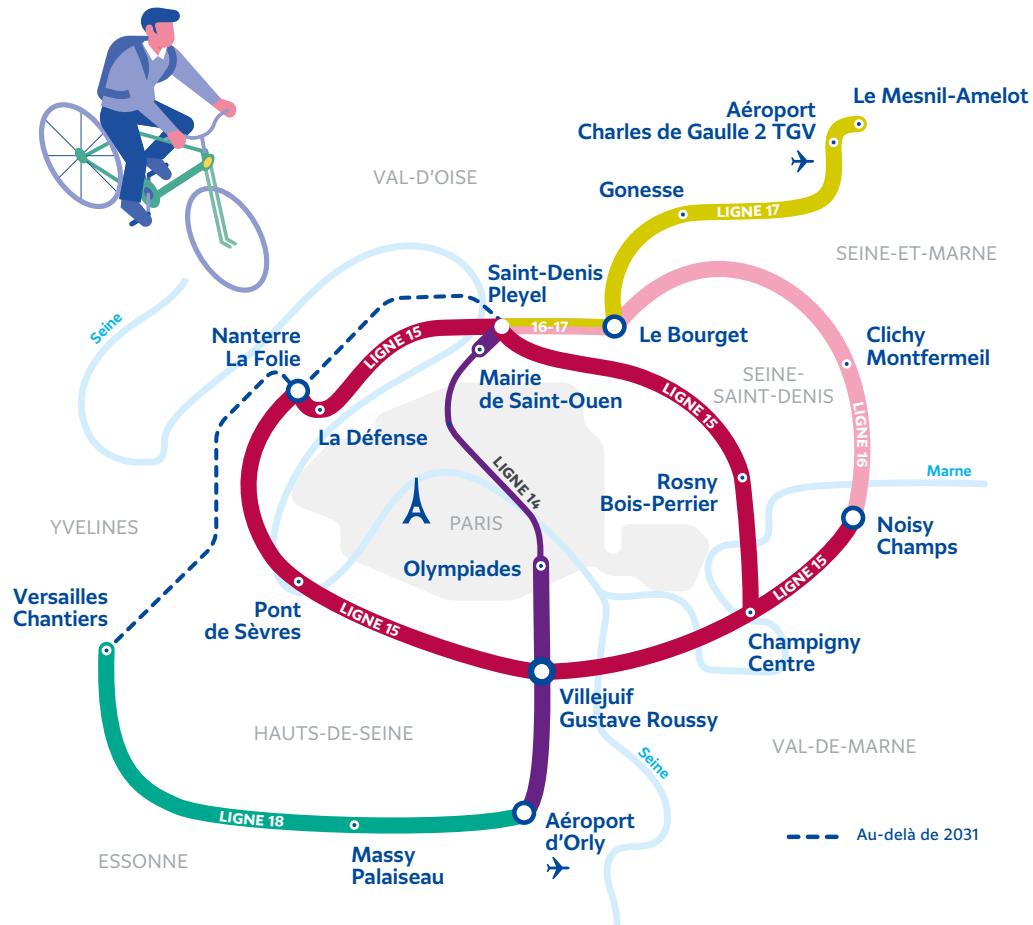 Le Mesnil-Amelot
Aéroport
Charles de Gaulle 2 TGV
VAL-D'OISE
Gonesse
LIGNE 17
SEINE-ET-MARNE
Saint-Denis
Pleyel
Seine
Nanterre
La Folie
LIGNE 15
16-17
Le Bourget
Clichy
Montfermeil
Mairie
de Saint-Ouen
SEINE-
SAINT-DENIS
LIGNE 15
LIGNE 16
La Défense
LIGNE 14
Rosny
Bois-Perrier
Marne
YVELINES
PARIS
Noisy
Champs
Olympiades
LIGNE 15
Versailles
Chantiers
Pont
de Sèvres
LIGNE 15
Champigny
Centre
Villejuif
Gustave Roussy
HAUTS-DE-SEINE
VAL-DE-MARNE
Seine
LIGNE 18
Aéroport
d'Orly
Au-delà de 2031
ESSONNE
Massy
Palaiseau